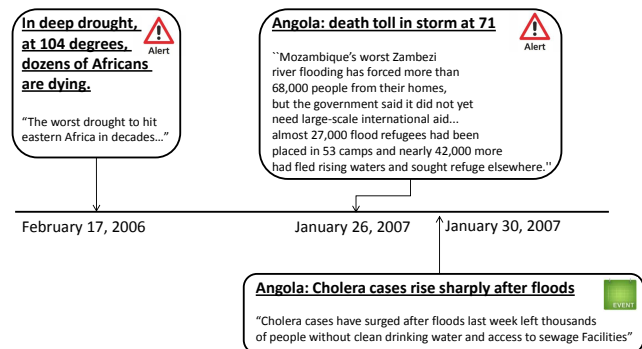 In deep drought,
at 104 degrees,
dozens of Africans
are dying.
Alert
“The worst drought to hit
eastern Africa in decades…”
Angola: death toll in storm at 71
Alert
``Mozambique’s worst Zambezi
river flooding has forced more than
68,000 people from their homes,
but the government said it did not yet
need large-scale international aid...
almost 27,000 flood refugees had been
placed in 53 camps and nearly 42,000 more
had fled rising waters and sought refuge elsewhere.''
February 17, 2006
January 26, 2007
January 30, 2007
Angola: Cholera cases rise sharply after floods
EVENT
“Cholera cases have surged after floods last week left thousands
of people without clean drinking water and access to sewage Facilities”